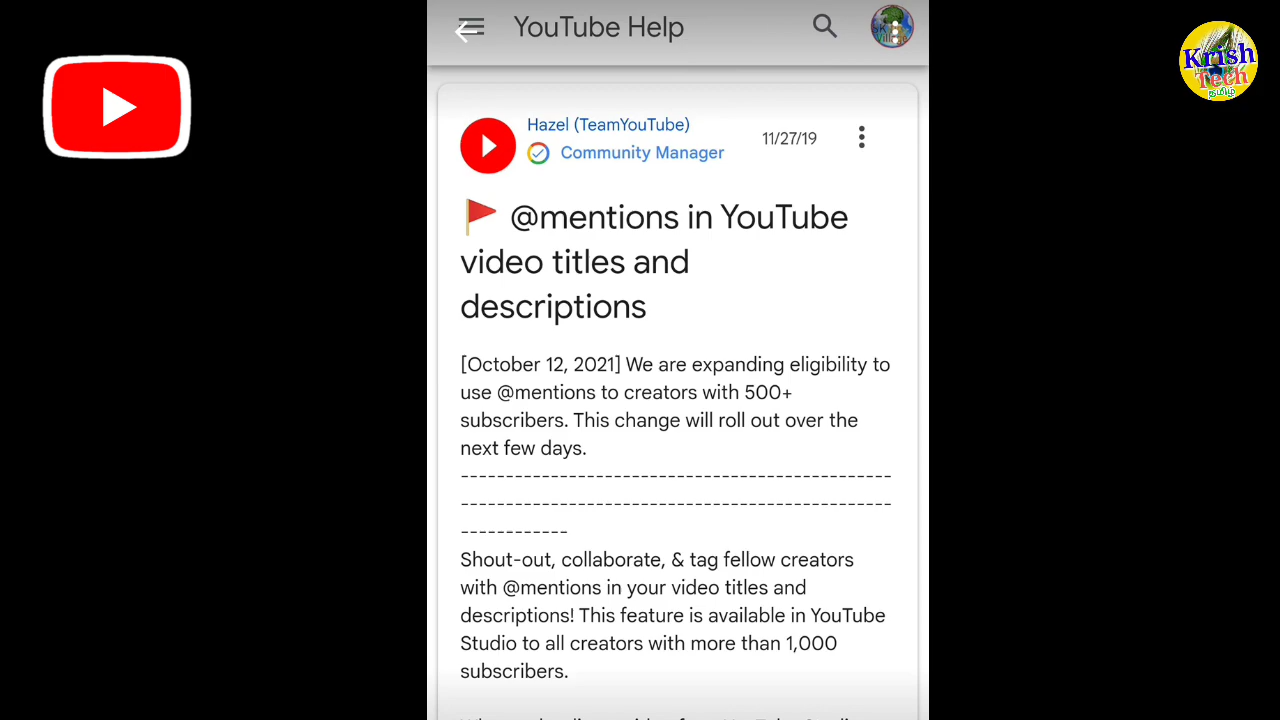 YouTube Help
Krish
Tech
தமிழ்
Hazel (TeamYouTube)
11/27/19
Community Manager
@mentions in YouTube
video titles and
descriptions
[October 12, 2021] We are expanding eligibility to
use @mentions to creators with 500+
subscribers. This change will roll out over the
next few days.
------------------------------------------------
------------------------------------------------
------------
Shout-out, collaborate, & tag fellow creators
with @mentions in your video titles and
descriptions! This feature is available in YouTube
Studio to all creators with more than 1,000
subscribers.